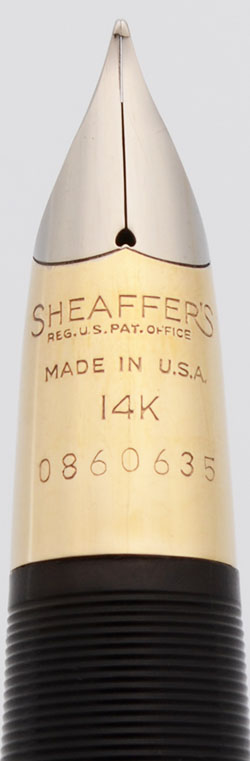 SHEAFFER'S
REG. U.S. PAT. OFFICE
MADE IN U.S.A.
14K
0860635